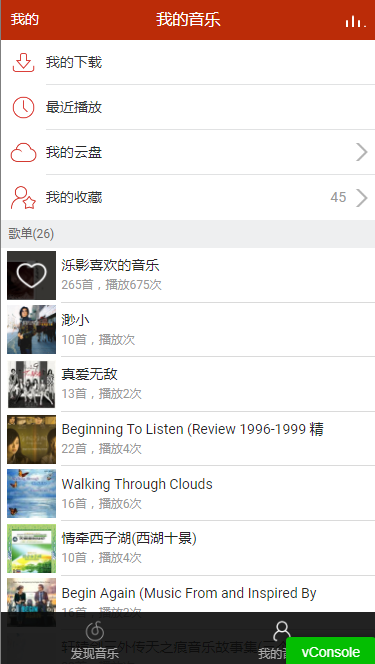 我的 我的音乐
我的下载
最近播放
我的云盘
我的收藏 45
歌单(26)
泺影喜欢的音乐
265首，播放675次
渺小
10首，播放2次
真爱无敌
13首，播放2次
Beginning To Listen (Review 1996-1999 精
22首，播放4次
Walking Through Clouds
16首，播放6次
情牵西子湖(西湖十景)
10首，播放4次
Begin Again (Music From and Inspired By
16首，播放2次
发现音乐 我的音
vConsole